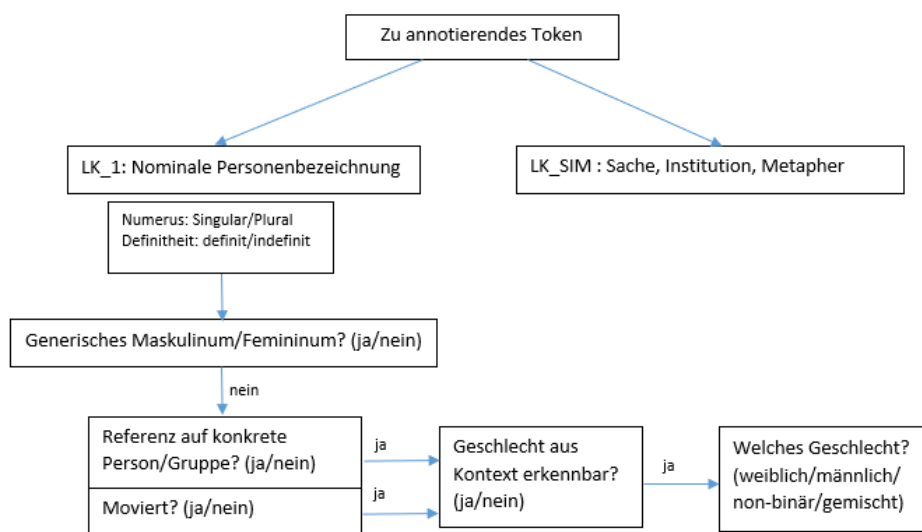 Zu annotierendes Token
LK_1: Nominale Personenbezeichnung
LK_SIM : Sache, Institution, Metapher
Numerus: Singular/Plural
Definitheit: definit/indefinit
Generisches Maskulinum/Femininum? (ja/nein)
nein
Referenz auf konkrete
Person/Gruppe? (ja/nein)
ja
Moviert? (ja/nein)
ja
Geschlecht aus
Kontext erkennbar?
(ja/nein)
ja
Welches Geschlecht?
(weiblich/männlich/
non-binär/gemischt)